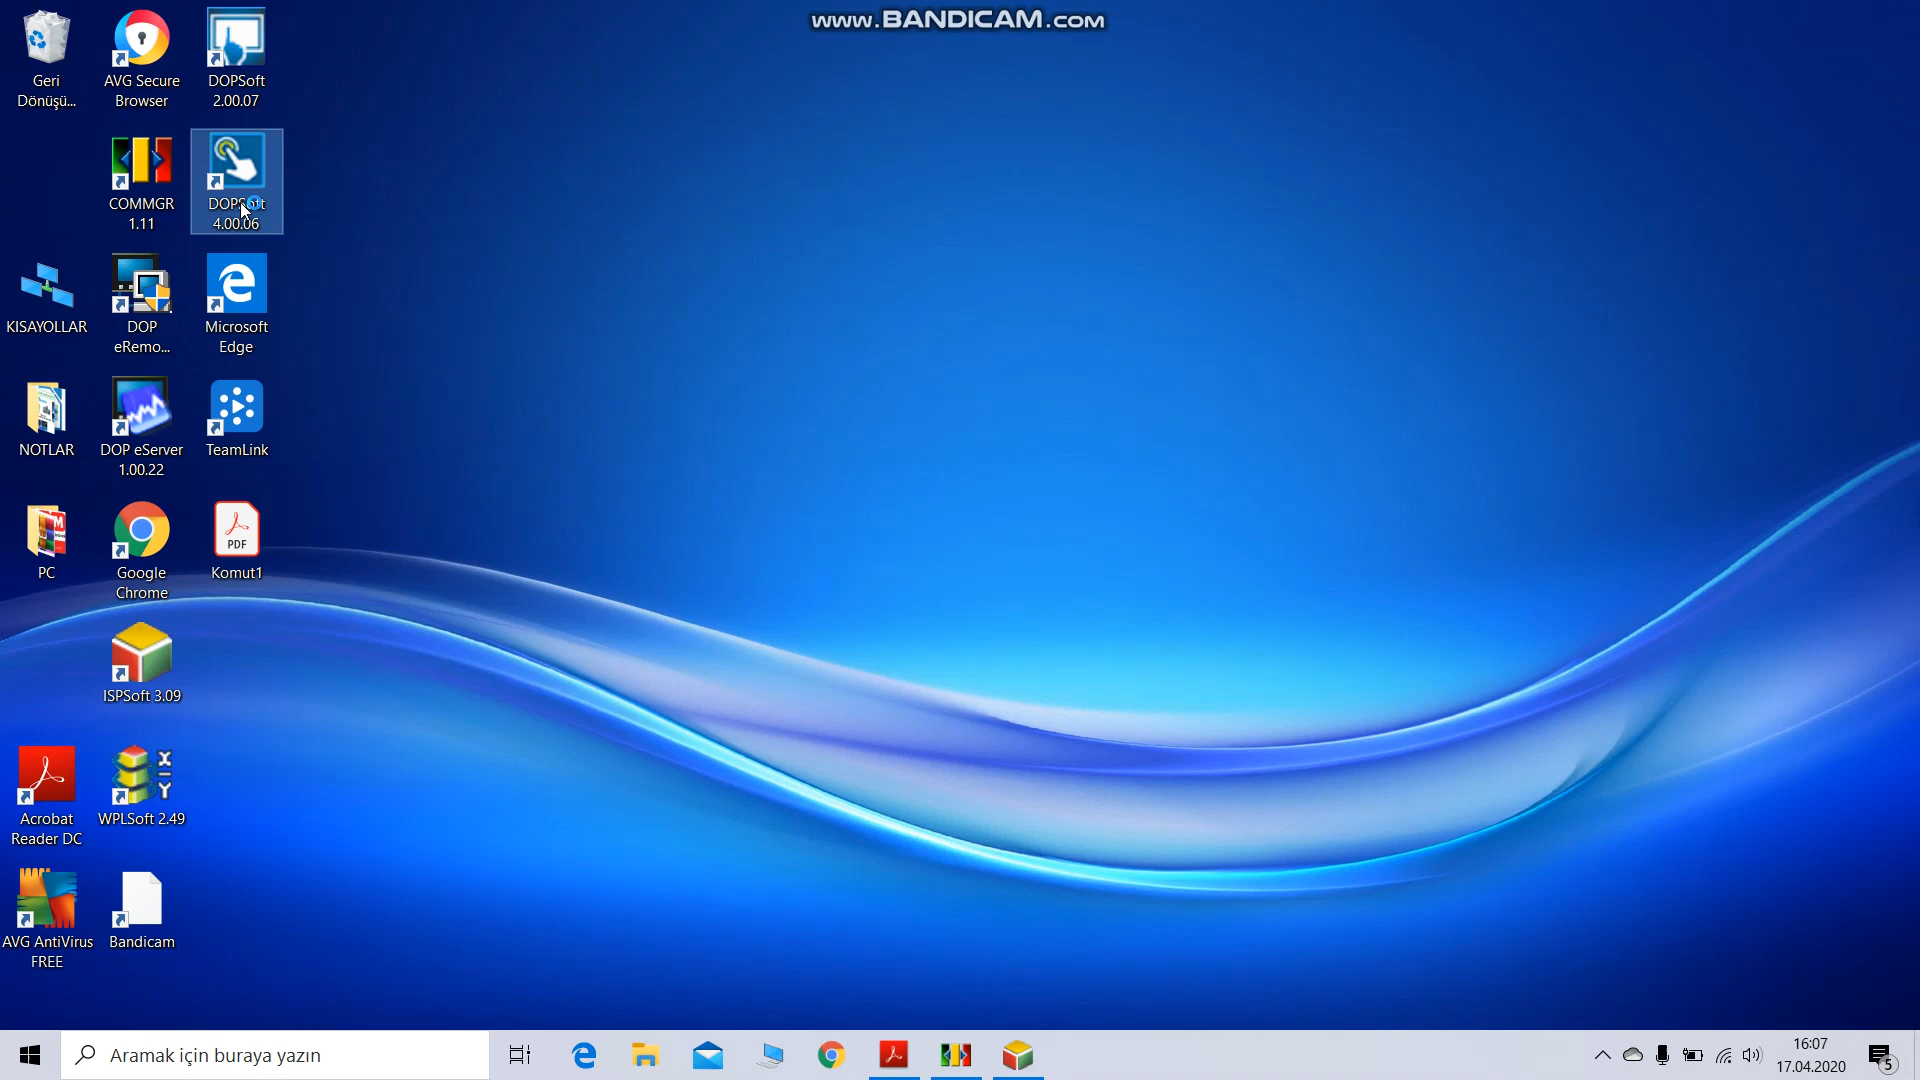 www.BANDICAM.com
Geri
Dönüşü...
AVG Secure
Browser
DOPSoft
2.00.07
COMMGR
1.11
DOPSoft
4.00.06
KISAYOLLAR
DOP
eRemo...
Microsoft
Edge
NOTLAR
DOP eServer
1.00.22
TeamLink
PC
Google
Chrome
PDF
Komut1
ISPSoft 3.09
Acrobat
Reader DC
X
Y
WPLSoft 2.49
AVG AntiVirus
FREE
Bandicam
Aramak için buraya yazın
16:07
17.04.2020
5